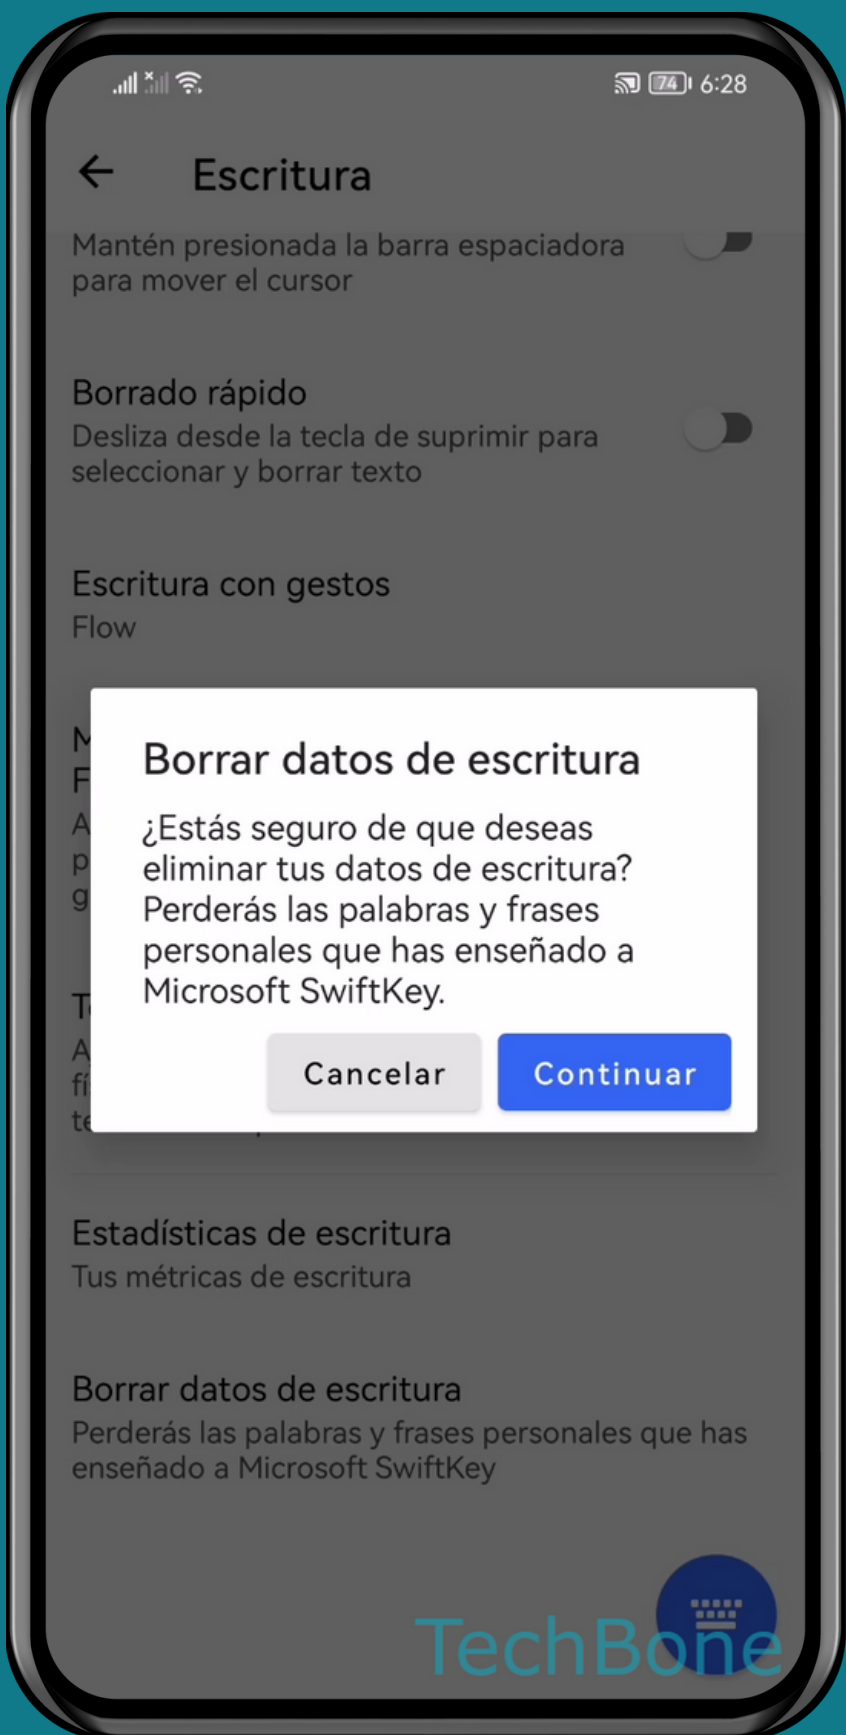 74 6:28
Escritura
Mantén presionada la barra espaciadora
para mover el cursor
Borrado rápido
Desliza desde la tecla de suprimir para
seleccionar y borrar texto
Escritura con gestos
Flow
Borrar datos de escritura
¿Estás seguro de que deseas
eliminar tus datos de escritura?
Perderás las palabras y frases
personales que has enseñado a
Microsoft SwiftKey.
Cancelar Continuar
Estadísticas de escritura
Tus métricas de escritura
Borrar datos de escritura
Perderás las palabras y frases personales que has
enseñado a Microsoft SwiftKey
TechBone